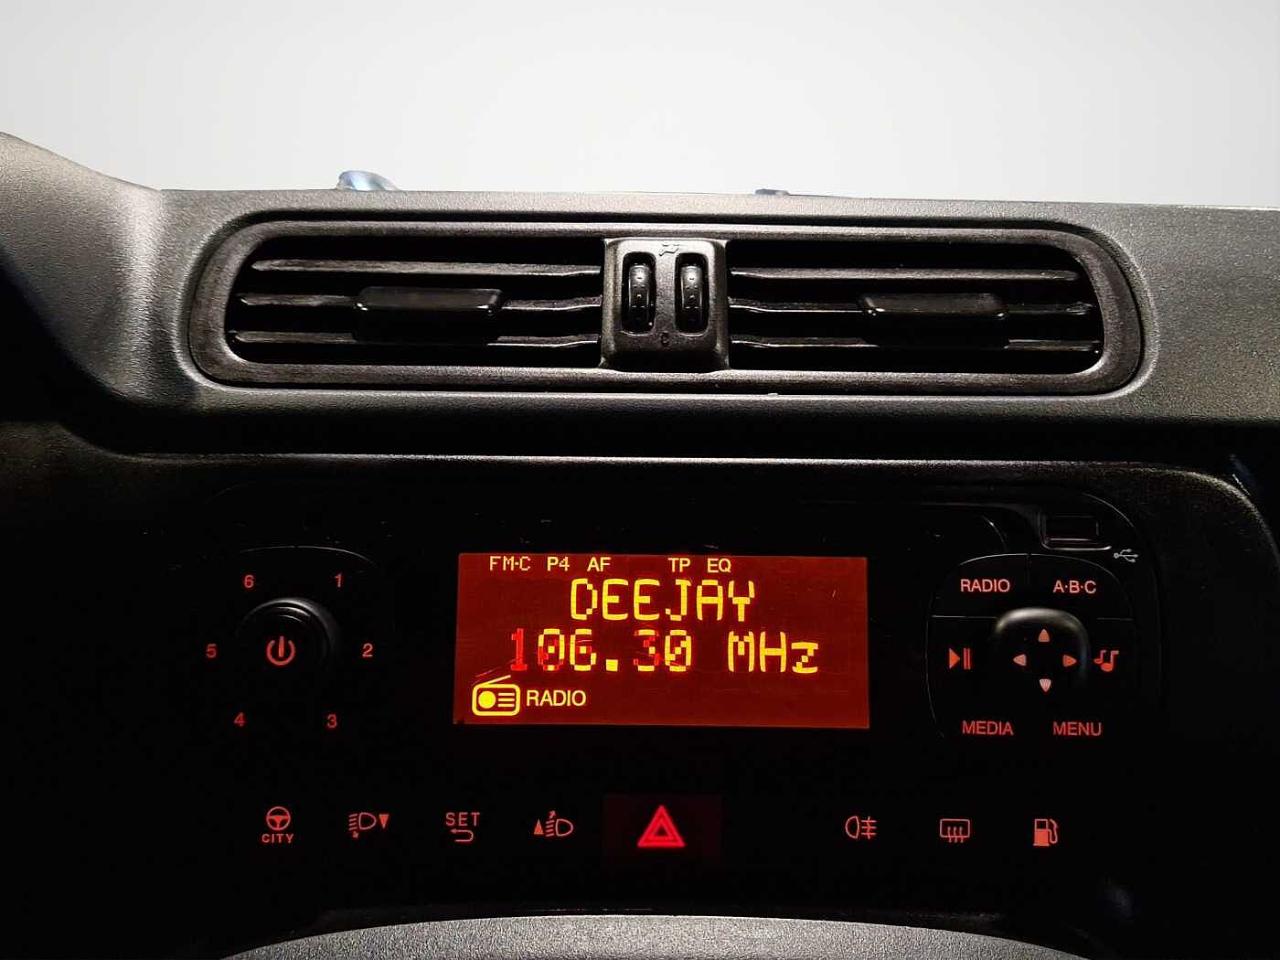 FM-C P4 AF TP EQ
DEEJAY
106.30 MHz
RADIO
6 1
5 2
4 3
RADIO A·B·C
MEDIA MENU
CITY
SET